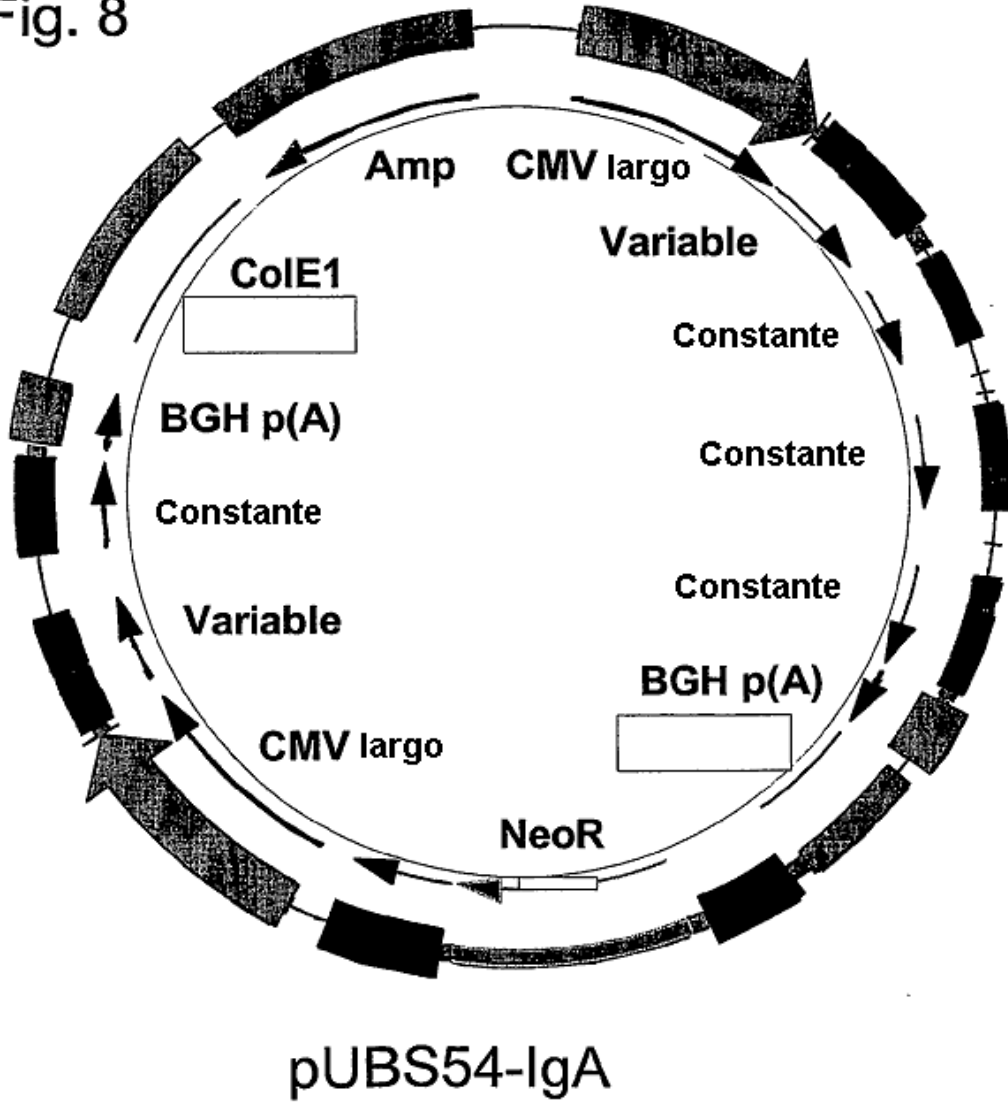 Fig. 8
Amp
CMV largo
Variable
ColE1
Constante
BGH p(A)
Constante
Constante
Constante
Variable
BGH p(A)
CMV largo
NeoR
pUBS54-IgA